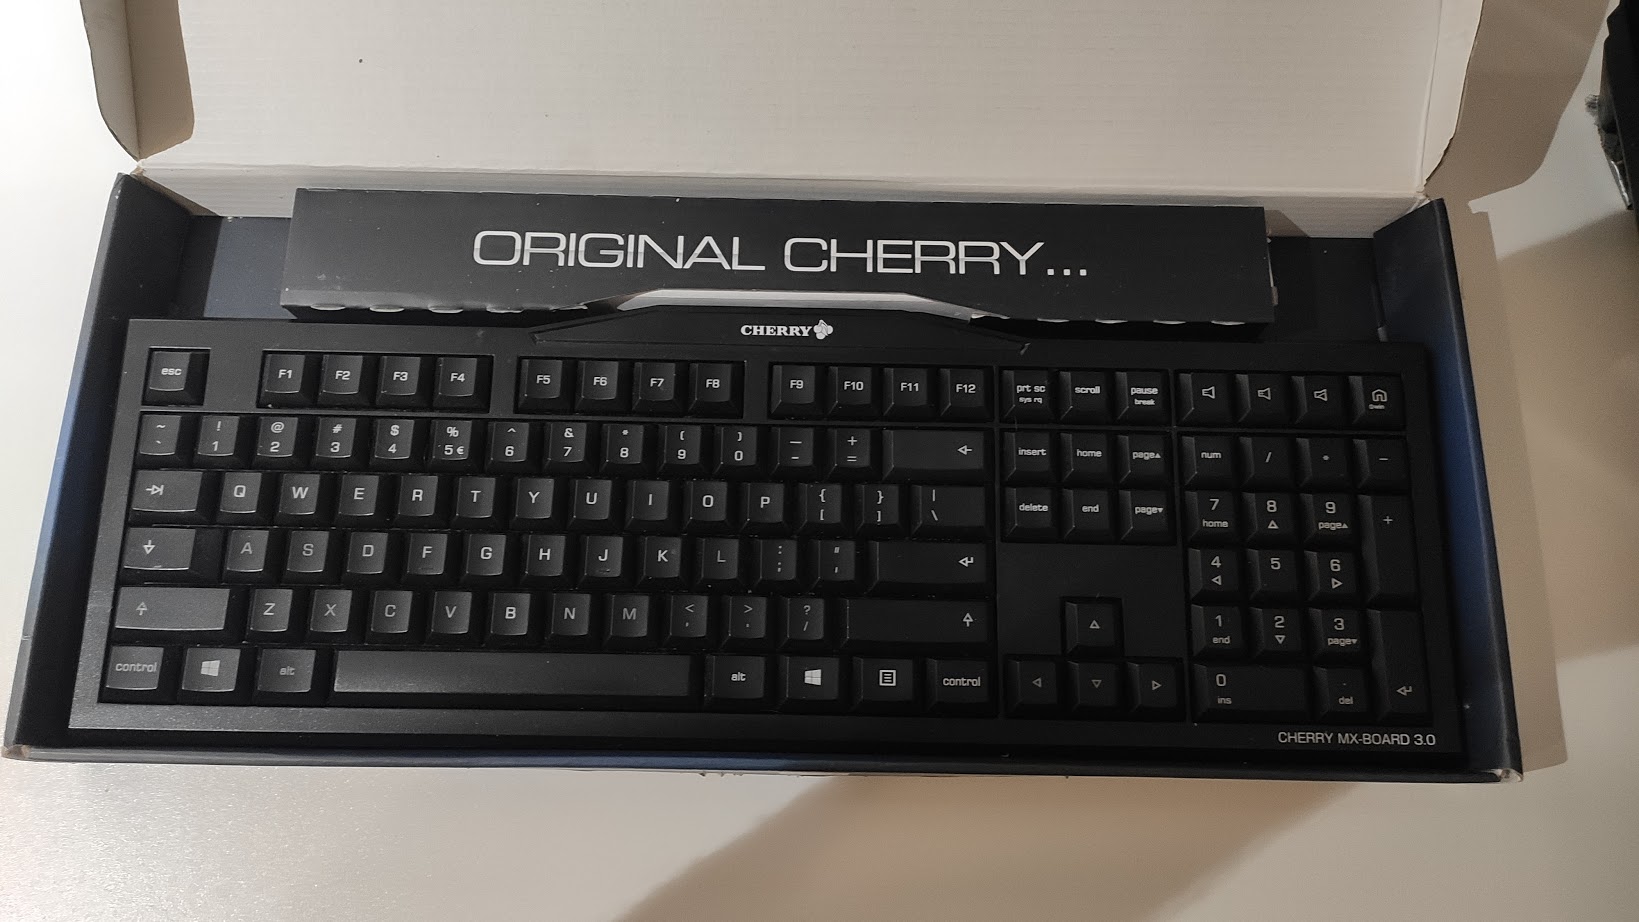 ORIGINAL CHERRY...
CHERRY
esc F1 F2 F3 F4 F5 F6 F7 F8 F9 F10 F11 F12 prt sc scroll pause
sys rq break 0-win
~ ! @ # $ % ^ & * ( ) — +
` 1 2 3 4 5 € 6 7 8 9 0 - = insert home page▴ num / * −
Q W E R T Y U I O P { } | delete end page▾ 7 8 9 +
[ ] \ home page▴
A S D F G H J K L : " 4 5 6
; '
Z X C V B N M < > ? 1 2 3
, . / end page▾
control alt alt control 0 .
ins del
CHERRY MX-BOARD 3.0